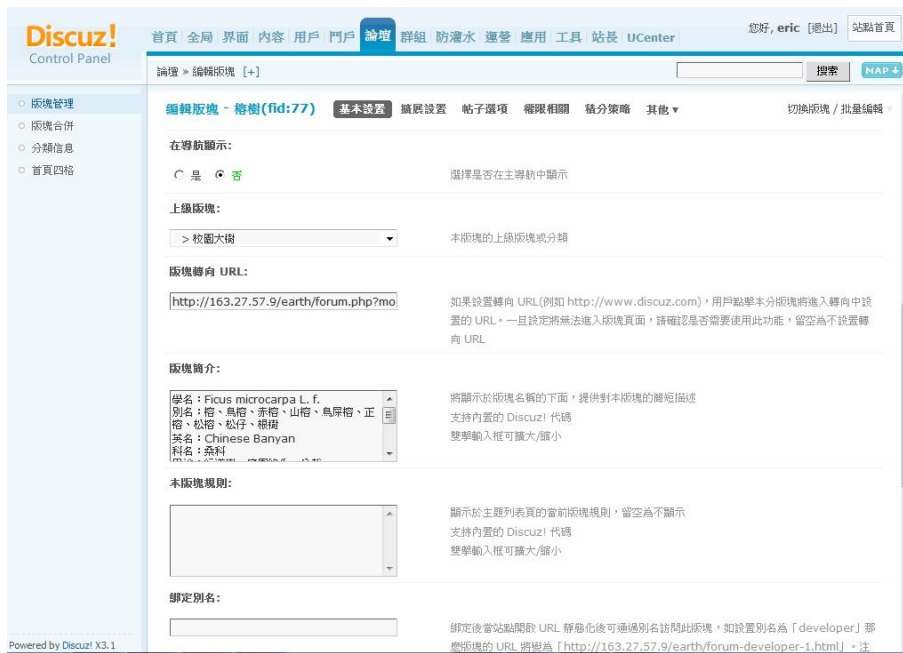 Discuz!
Control Panel
首頁 全局 界面 內容 用戶 門戶 論壇 群組 防灌水 運營 應用 工具 站長 UCenter
您好, eric [退出] 站點首頁
論壇 » 編輯版塊 [+]
搜索 MAP
版塊管理
版塊合併
分類信息
首頁四格
編輯版塊 - 榕樹(fid:77) 基本設置 擴展設置 帖子選項 權限相關 積分策略 其他 ▾
切換版塊 / 批量編輯
在導航顯示:
是 否
選擇是否在主導航中顯示
上級版塊:
> 校園大樹
本版塊的上級版塊或分類
版塊轉向 URL:
http://163.27.57.9/earth/forum.php?mo
如果設置轉向 URL(例如 http://www.discuz.com)，用戶點擊本分版塊將進入轉向中設
置的 URL。一旦設定將無法進入版塊頁面，請確認是否需要使用此功能，留空為不設置轉
向 URL
版塊簡介:
學名：Ficus microcarpa L. f.
別名：榕、鳥榕、赤榕、山榕、鳥屎榕、正
榕、松榕、松仔、根樹
英名：Chinese Banyan
科名：桑科
將顯示於版塊名稱的下面，提供對本版塊的簡短描述
支持內置的 Discuz! 代碼
雙擊輸入框可擴大/縮小
本版塊規則:
顯示於主題列表頁的當前版塊規則，留空為不顯示
支持內置的 Discuz! 代碼
雙擊輸入框可擴大/縮小
綁定別名:
綁定後當站點開啟 URL 靜態化後可通過別名訪問此版塊，如設置別名為「developer」那
麼版塊的 URL 將變為「http://163.27.57.9/earth/forum-developer-1.html」。注
Powered by Discuz! X3.1